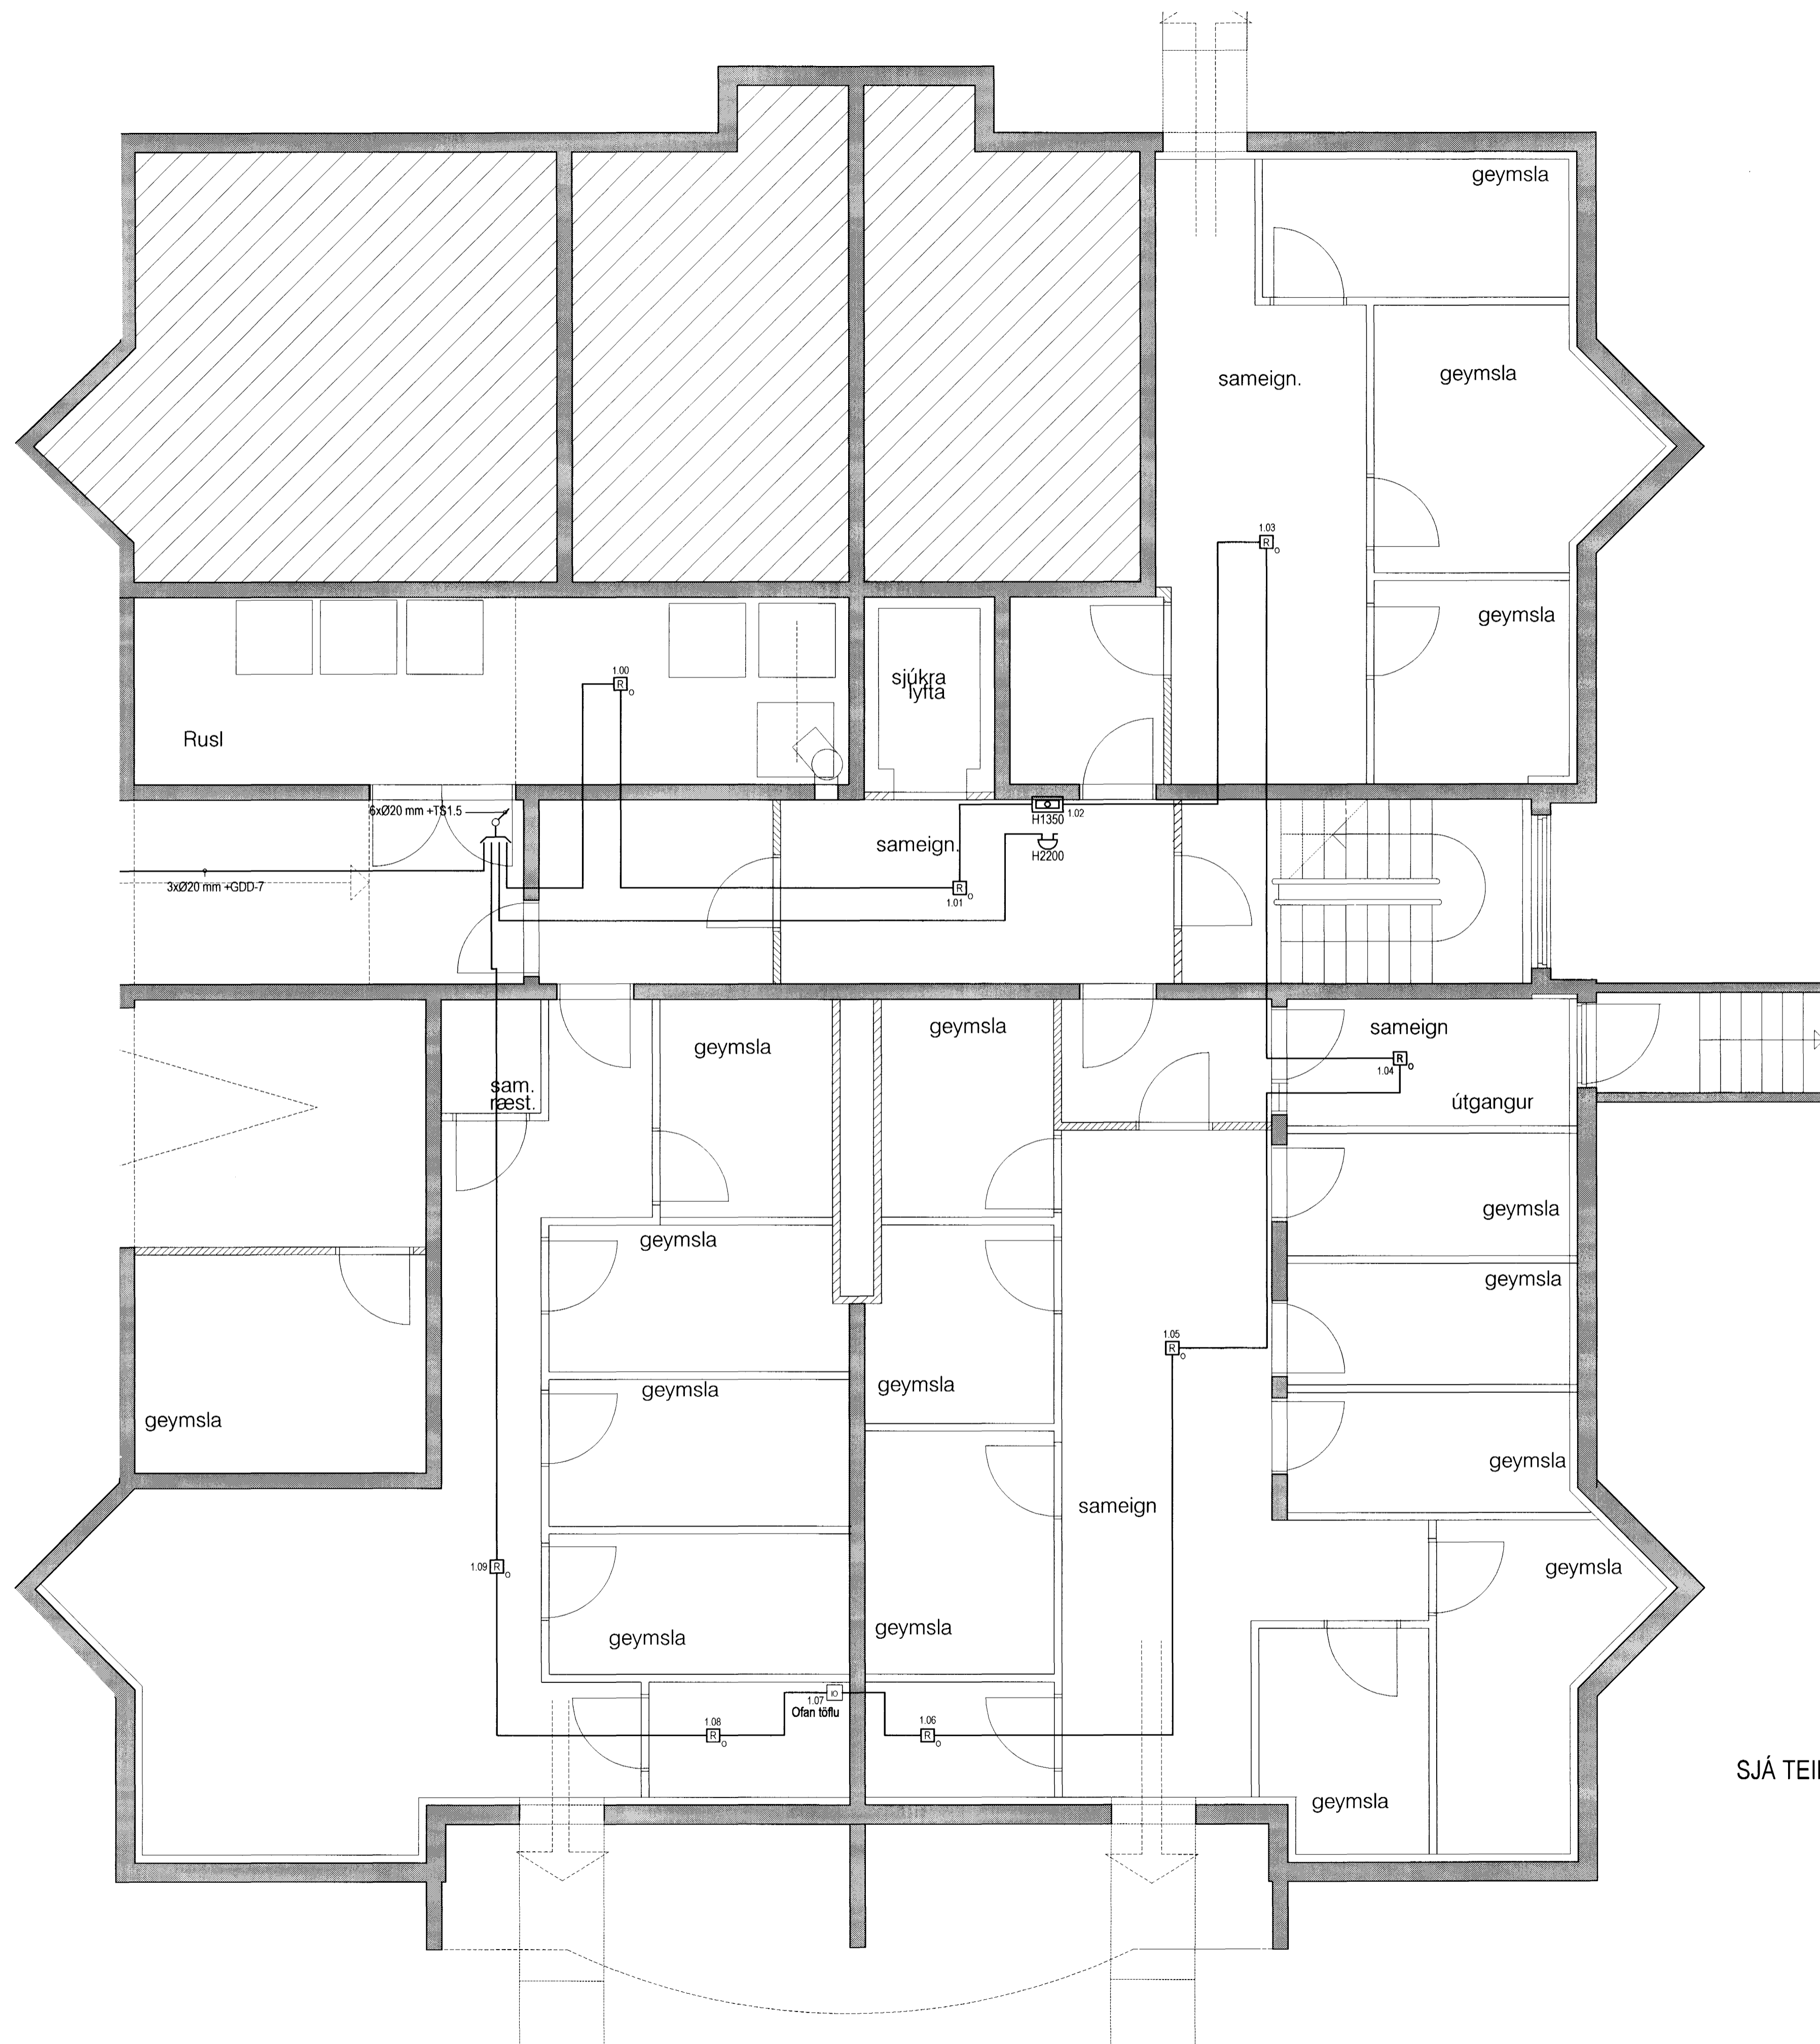 geymsla
sameign.
geymsla
1.03
R
O
geymsla
1.00
R
O
sjúkra
lyfta
Rusl
6xØ20 mm +TS1.5
H1350
1.02
sameign.
H2200
3xØ20 mm +GDD-7
R
O
1.01
geymsla
geymsla
sameign
R
O
1.04
sam.
ræst.
útgangur
geymsla
geymsla
geymsla
1.05
R
O
geymsla
geymsla
geymsla
geymsla
sameign
1.09
R
O
geymsla
geymsla
geymsla
1.07
IO
Ofan töflu
1.08
R
O
1.06
R
O
geymsla
SJÁ